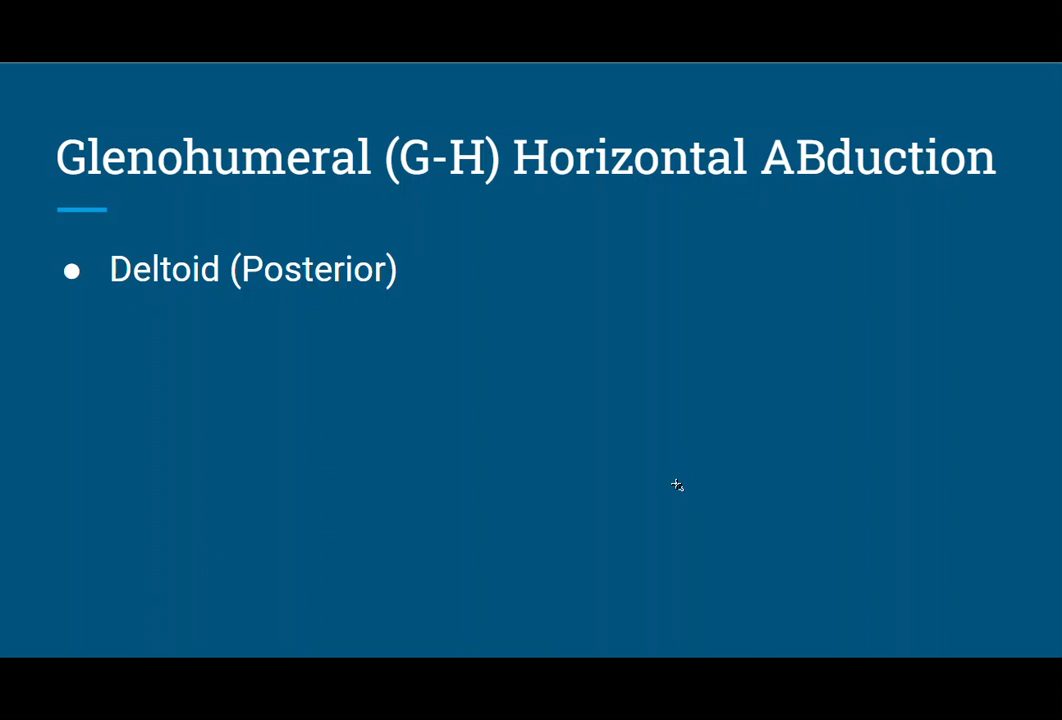 Glenohumeral (G-H) Horizontal ABduction
● Deltoid (Posterior)